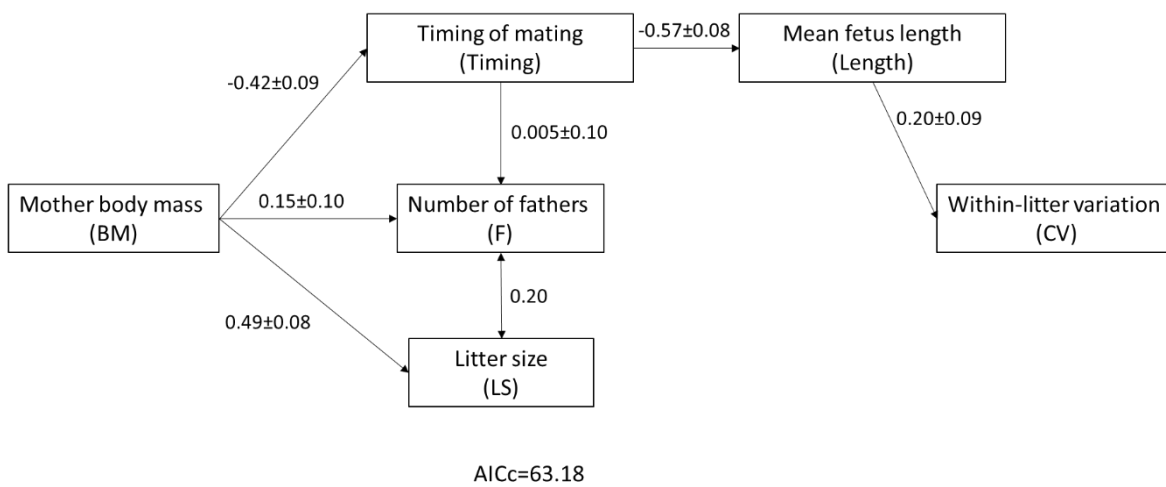 Timing of mating
(Timing)
-0.57±0.08
Mean fetus length
(Length)
-0.42±0.09
0.005±0.10
0.20±0.09
Mother body mass
(BM)
0.15±0.10
Number of fathers
(F)
Within-litter variation
(CV)
0.20
0.49±0.08
Litter size
(LS)
AICc=63.18